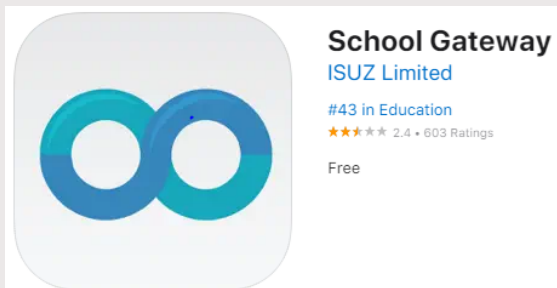 School Gateway
ISUZ Limited
#43 in Education
2.4 • 603 Ratings
Free